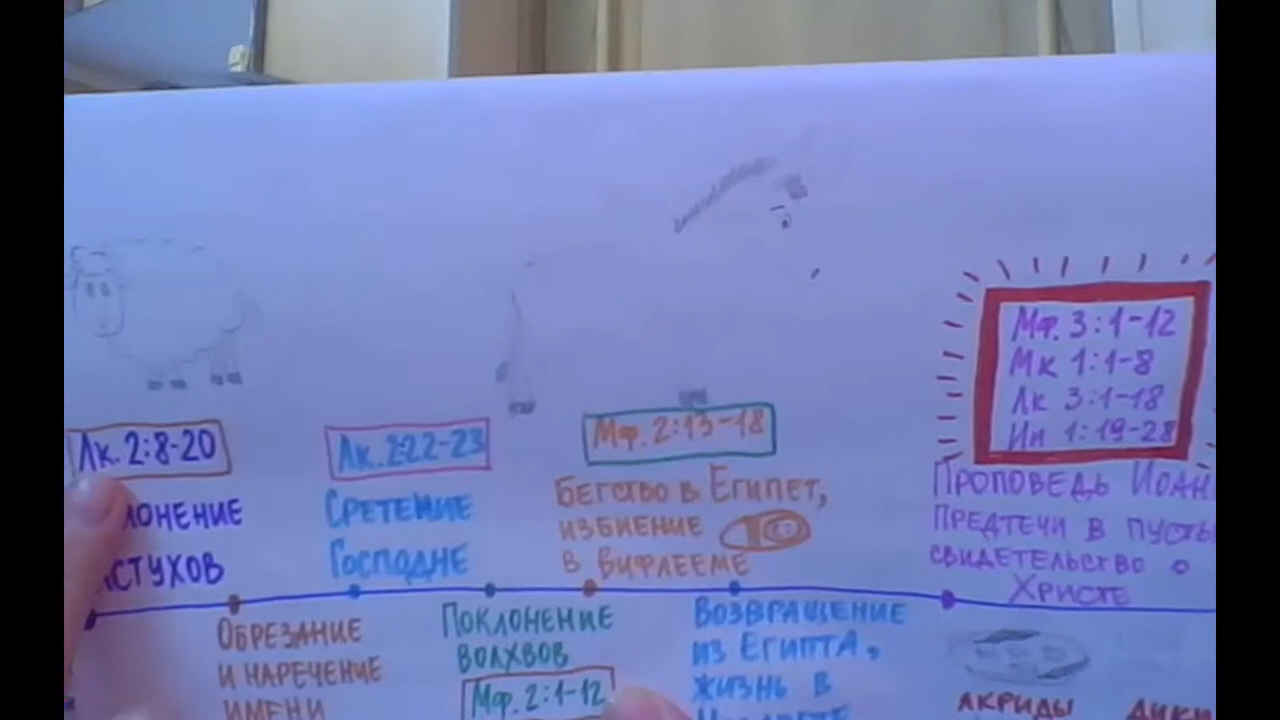 Лк. 2:8-20
ЛОНЕНИЕ
СТУХОВ
ОБРЕЗАНИЕ
И НАРЕЧЕНИЕ
ИМЕНИ
Лк. 2:22-23
СРЕТЕНИЕ
ГОСПОДНЕ
ПОКЛОНЕНИЕ
ВОЛХВОВ
Мф. 2:1-12
Мф. 2:13-18
БЕГСТВО В ЕГИПЕТ,
ИЗБИЕНИЕ
В ВИФЛЕЕМЕ
ВОЗВРАЩЕНИЕ
ИЗ ЕГИПТА,
ЖИЗНЬ В
Мф. 3:1-12
Мк 1:1-8
Лк 3:1-18
Ин 1:19-28
ПРОПОВЕДЬ ИОАН
ПРЕДТЕЧИ В ПУСТЫ
СВИДЕТЕЛЬСТВО О
ХРИСТЕ
АКРИДЫ
ДИКИ